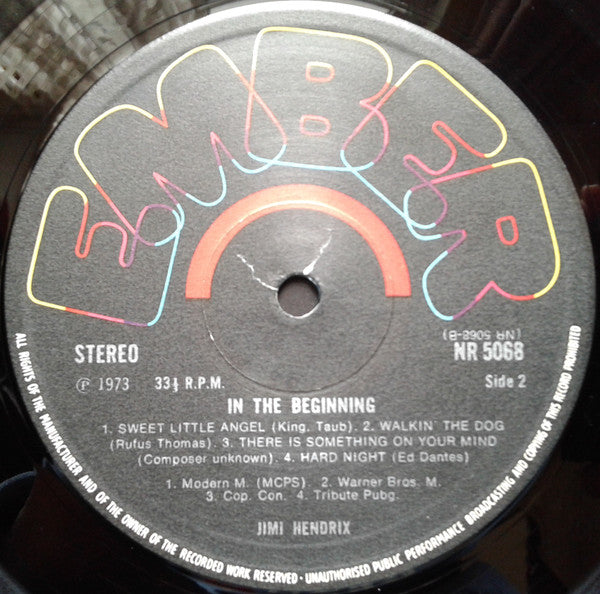 EMBER
STEREO
(NR 5068-B)
NR 5068
℗ 1973 33⅓ R.P.M.
Side 2
IN THE BEGINNING
1. SWEET LITTLE ANGEL (King. Taub) 2. WALKIN' THE DOG
(Rufus Thomas) 3. THERE IS SOMETHING ON YOUR MIND
(Composer unknown) 4. HARD NIGHT (Ed Dantes)
1. Modern M. (MCPS) 2. Warner Bros. M.
3. Cop. Con. 4. Tribute Pubg.
JIMI HENDRIX
ALL RIGHTS OF THE MANUFACTURER AND OF THE OWNER OF THE RECORDED WORK RESERVED · UNAUTHORISED PUBLIC PERFORMANCE BROADCASTING AND COPYING OF THIS RECORD PROHIBITED